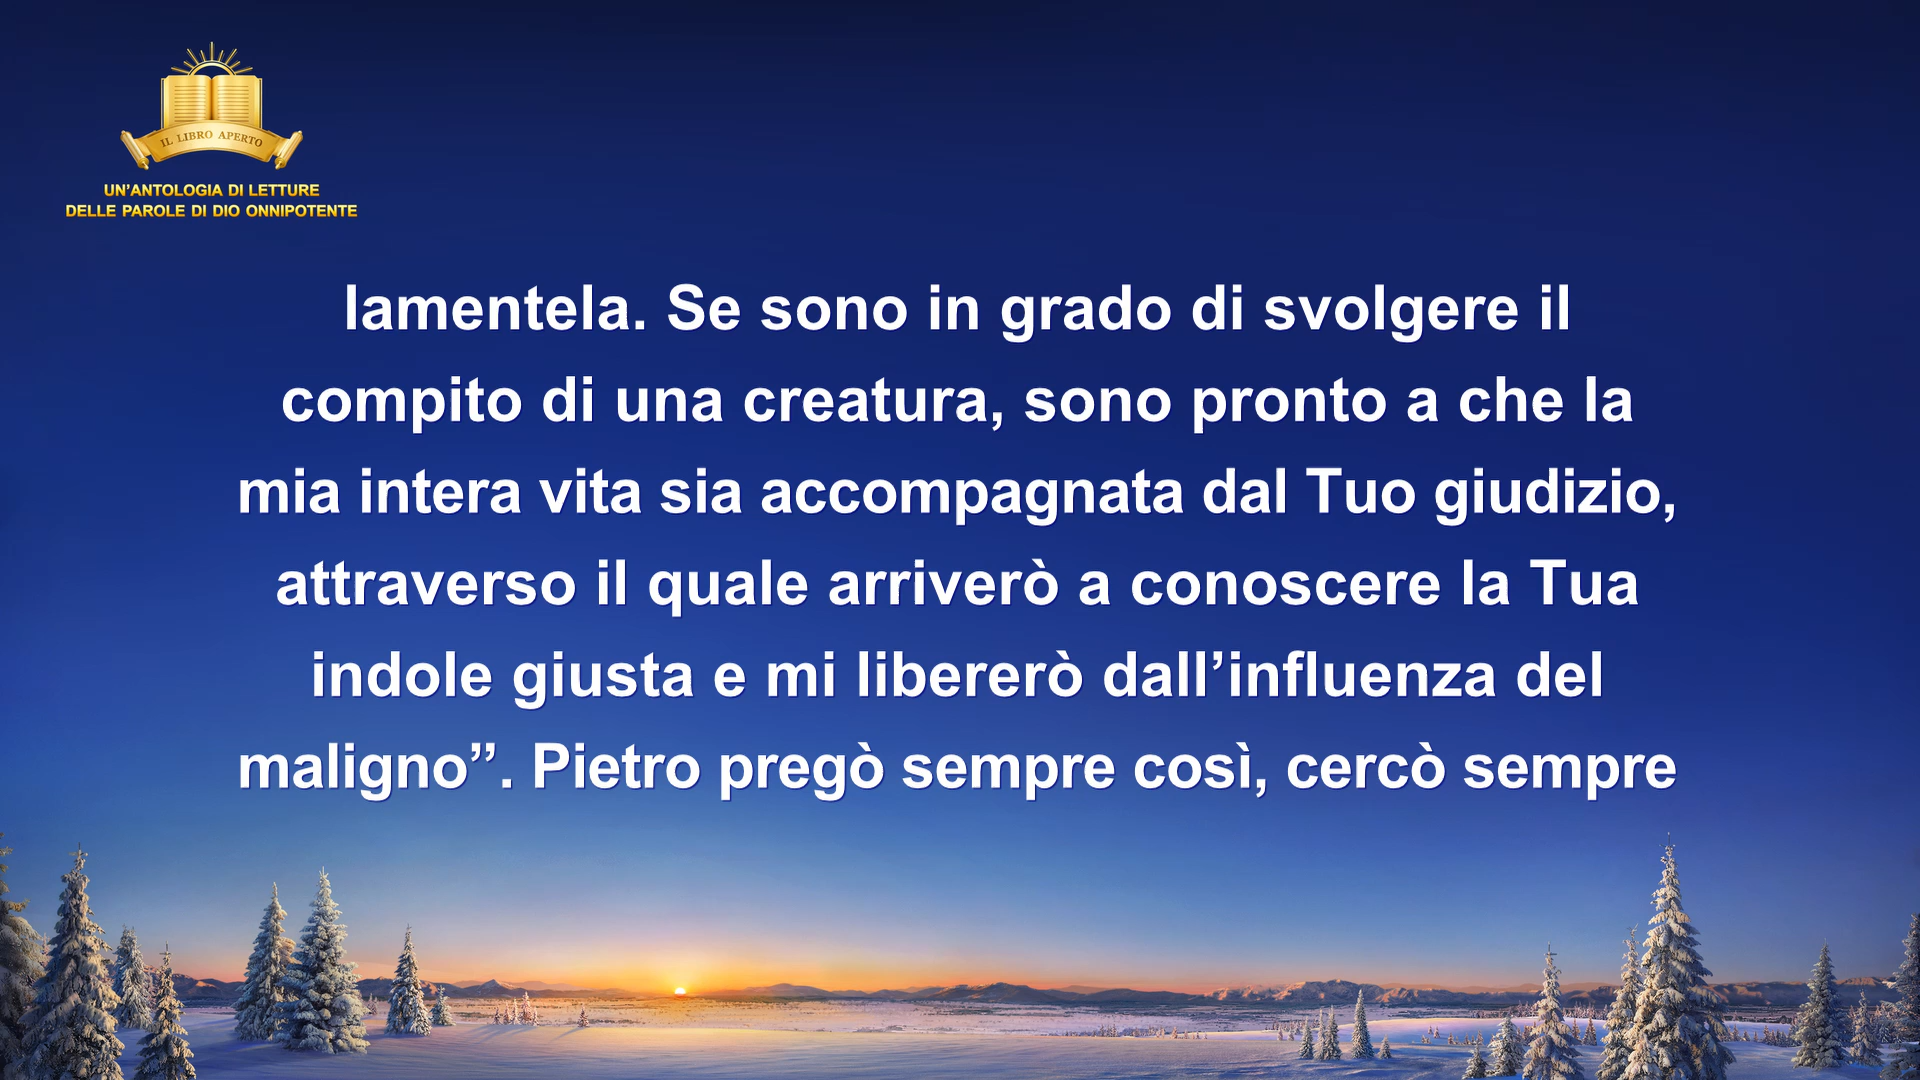 IL LIBRO APERTO
UN’ANTOLOGIA DI LETTURE
DELLE PAROLE DI DIO ONNIPOTENTE
lamentela. Se sono in grado di svolgere il
compito di una creatura, sono pronto a che la
mia intera vita sia accompagnata dal Tuo giudizio,
attraverso il quale arriverò a conoscere la Tua
indole giusta e mi libererò dall’influenza del
maligno”. Pietro pregò sempre così, cercò sempre